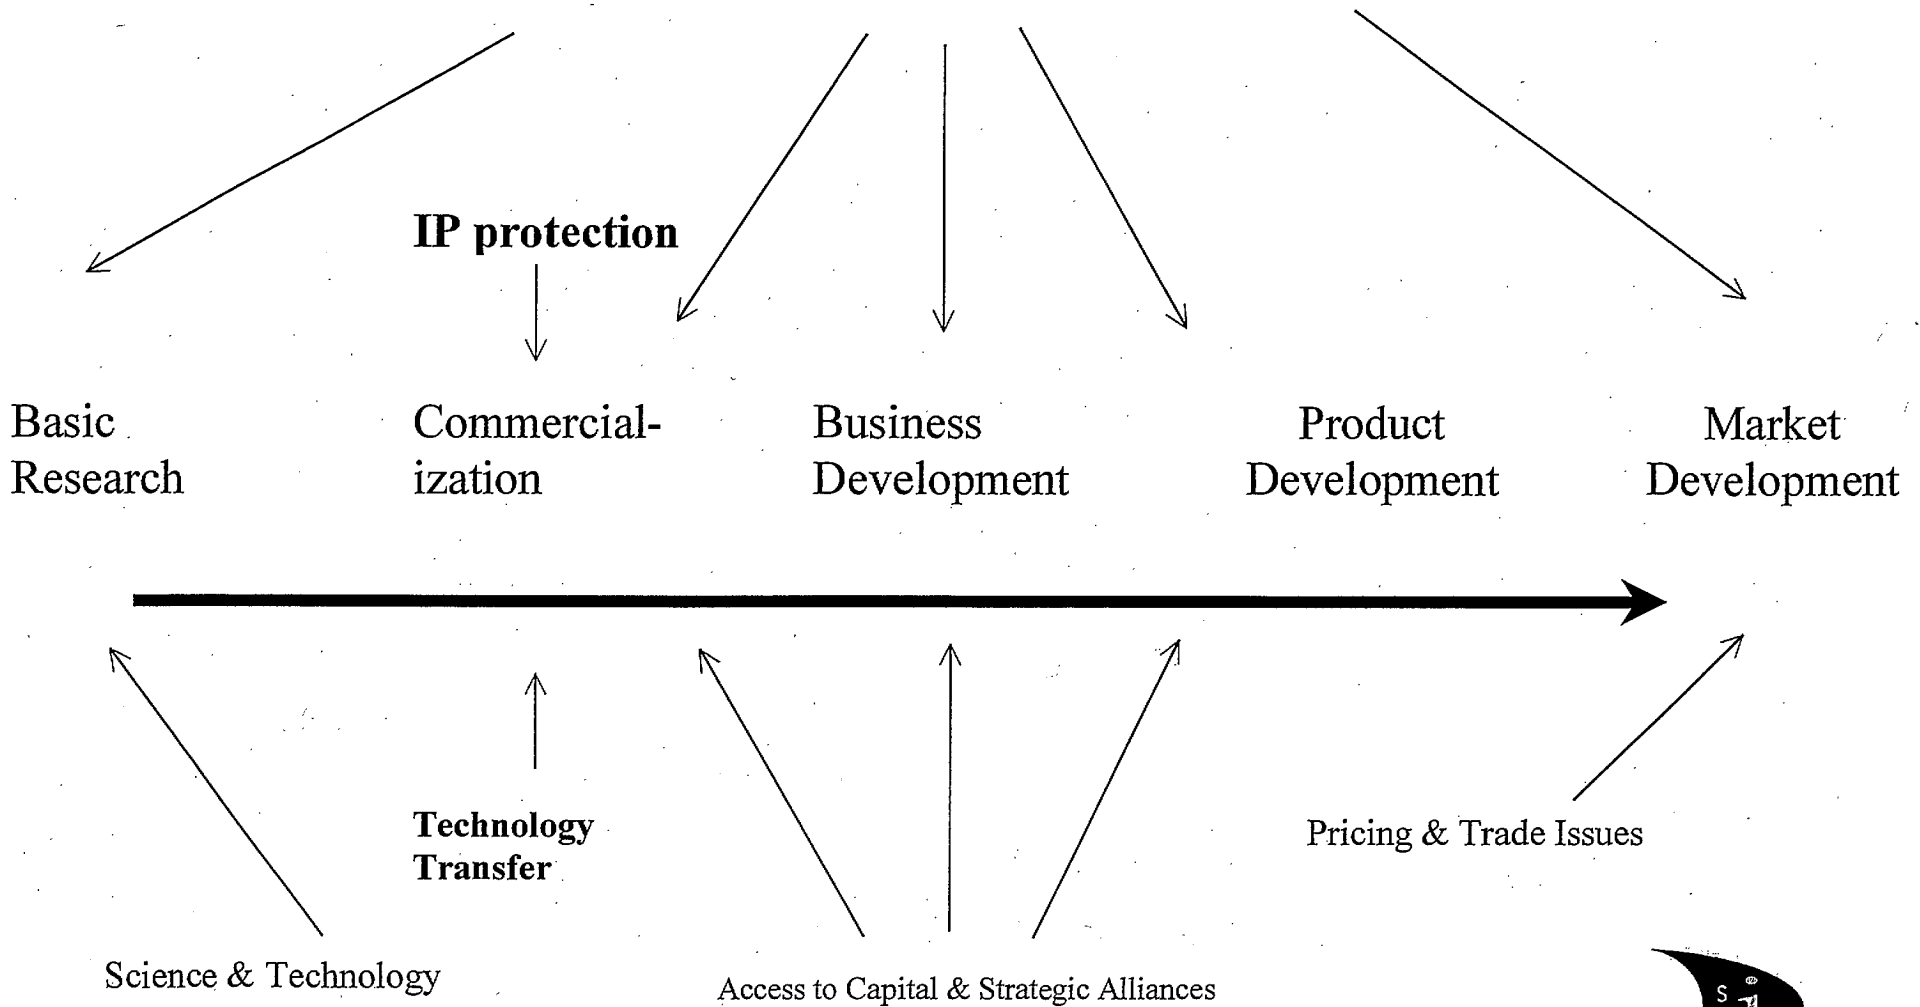 IP protection
Basic
Research
Commercial-
ization
Business
Development
Product
Development
Market
Development
Technology
Transfer
Pricing & Trade Issues
Science & Technology
Access to Capital & Strategic Alliances